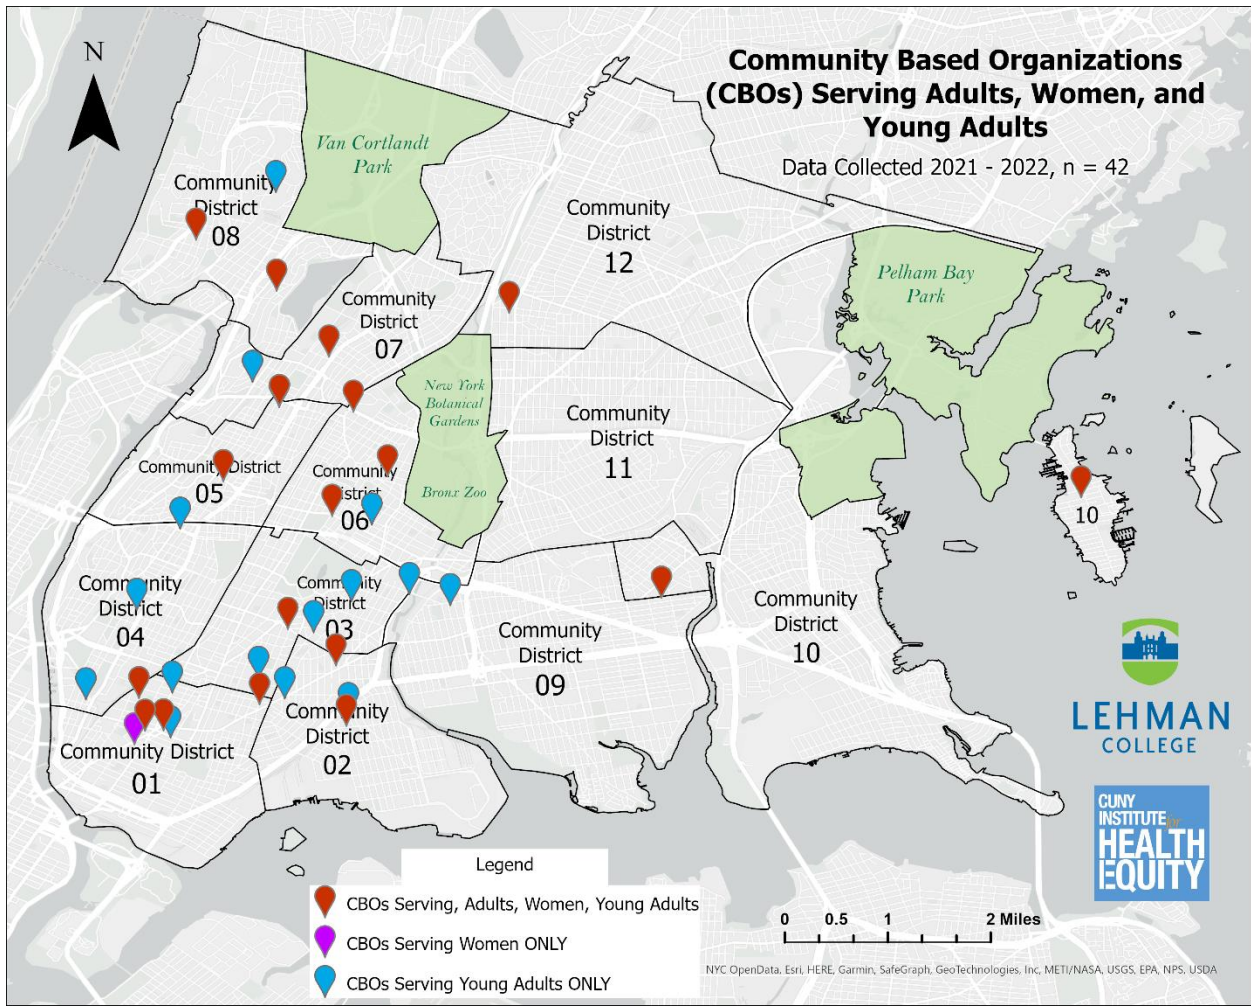 N
Community Based Organizations
(CBOs) Serving Adults, Women, and
Young Adults
Data Collected 2021 - 2022, n = 42
Van Cortlandt
Park
Community
District
08
Community
District
12
Pelham Bay
Park
Community
District
07
New York
Botanical
Gardens
Bronx Zoo
Community
District
11
Community District
05
Community
District
06
10
Community
District
04
Community
District
03
Community
District
09
Community
District
10
Community District
01
Community
District
02
LEHMAN
COLLEGE
CUNY
INSTITUTE for
HEALTH
EQUITY
Legend
CBOs Serving, Adults, Women, Young Adults
CBOs Serving Women ONLY
CBOs Serving Young Adults ONLY
0 0.5 1 2 Miles
NYC OpenData, Esri, HERE, Garmin, SafeGraph, GeoTechnologies, Inc, METI/NASA, USGS, EPA, NPS, USDA